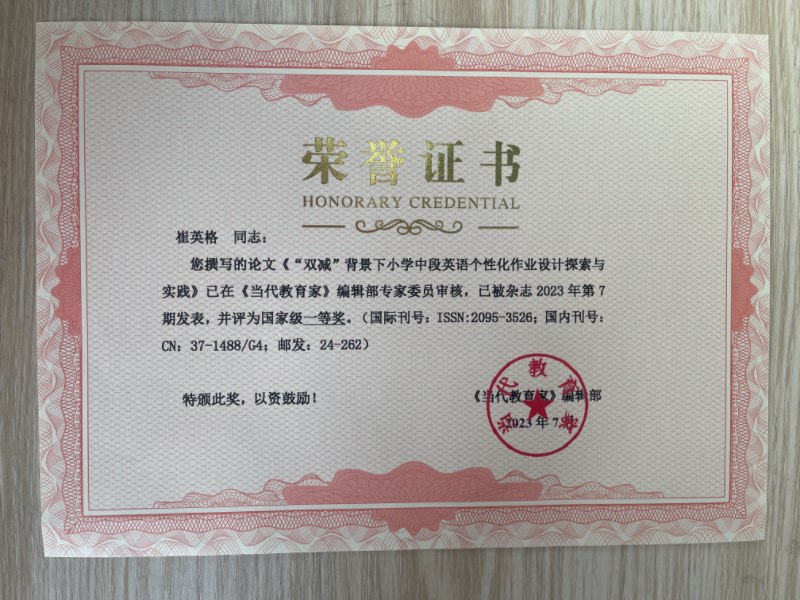 荣誉证书
HONORARY CREDENTIAL
崔英格 同志:
您撰写的论文《“双减”背景下小学中段英语个性化作业设计探索与
实践》已在《当代教育家》编辑部专家委员审核,已被杂志 2023 年第 7
期发表,并评为国家级一等奖。(国际刊号:ISSN:2095-3526;国内刊号:
CN:37-1488/G4;邮发:24-262)
特颁此奖,以资鼓励!
《当代教育家》编辑部
2023 年 7 月
当代教育家